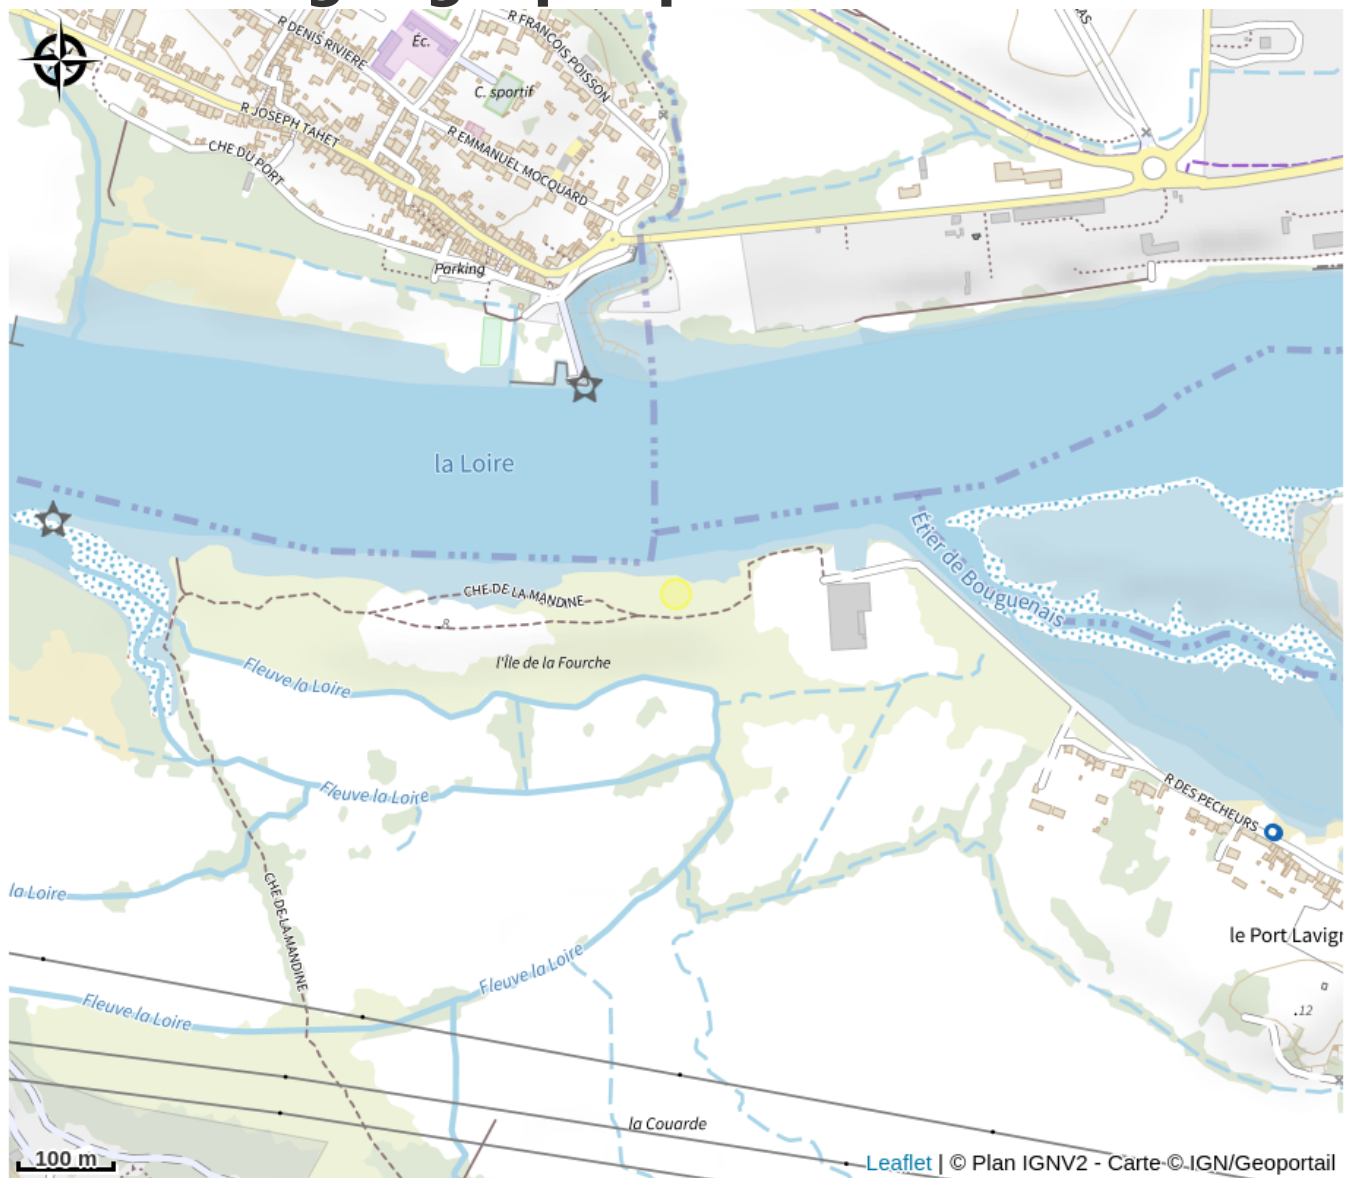 R FRANCOIS POISSON
R DENIS RIVIERE
Éc.
C. sportif
R JOSEPH TAHET
R EMMANUEL MOCQUARD
CHE DU PORT
Parking
la Loire
Étier de Bouguenais
CHE DE LA MANDINE
8
l'Île de la Fourche
Fleuve la Loire
Fleuve la Loire
R DES PECHEURS
la Loire
CHE DE LA MANDINE
le Port Lavigr
Fleuve la Loire
Fleuve la Loire
.12
la Couarde
100 m
Leaflet | © Plan IGNV2 - Carte © IGN/Geoportail